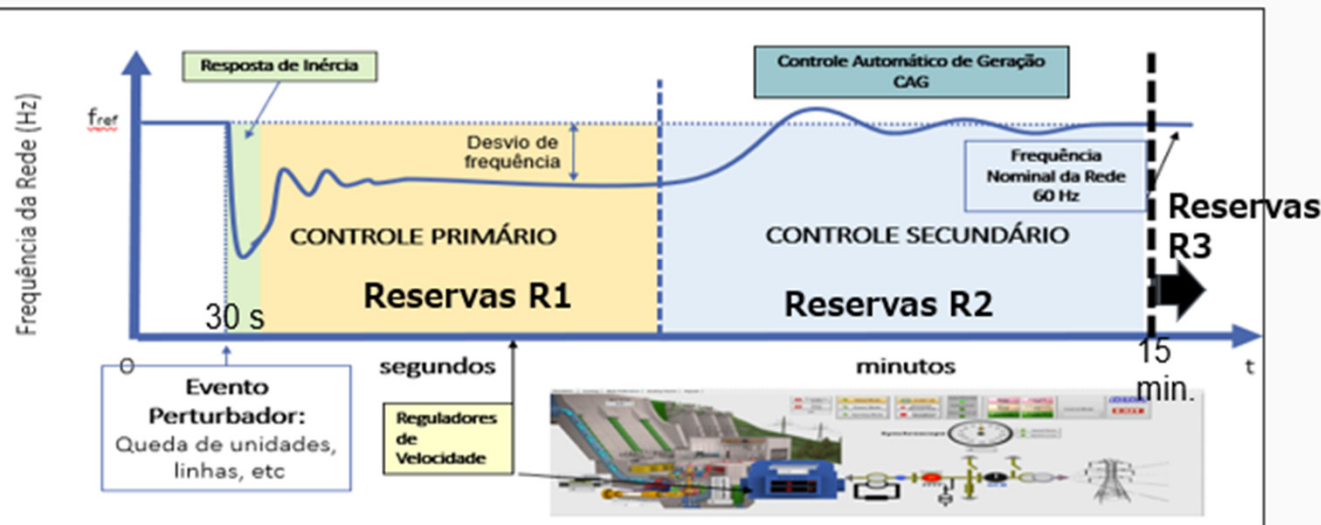 Resposta de Inércia
Controle Automático de Geração
CAG
Frequência da Rede (Hz)
fref
Desvio de
frequência
Frequência
Nominal da Rede
60 Hz
Reservas
R3
CONTROLE PRIMÁRIO
CONTROLE SECUNDÁRIO
Reservas R1
Reservas R2
30 s
0
segundos
minutos
15
min.
t
Evento
Perturbador:
Queda de unidades,
linhas, etc
Reguladores
de
Velocidade